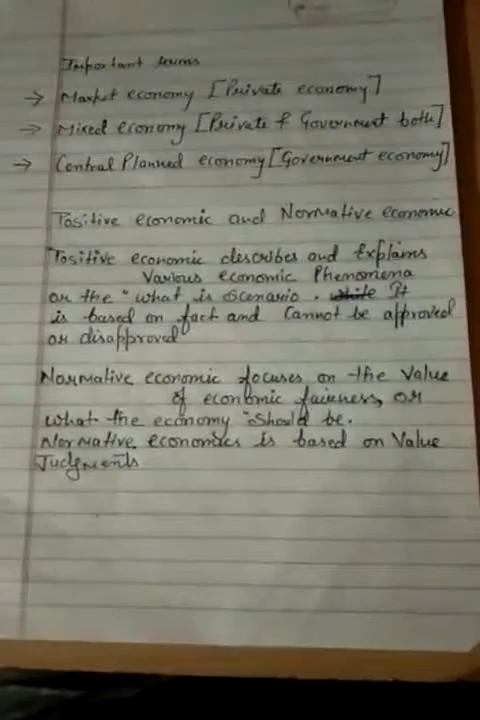 Important terms
→ Market economy [Private economy]
→ Mixed economy [Private & Government both]
→ Central Planned economy [Government economy]
Positive economic and Normative economic
Positive economic describes and Explains
Various economic Phenomena
or the "what is Scenario. while It
is based on fact and Cannot be approved
or disapproved
Normative economic focuses on the Value
of economic fairness, or
what the economy "Should be.
Normative economics is based on Value
Judgments